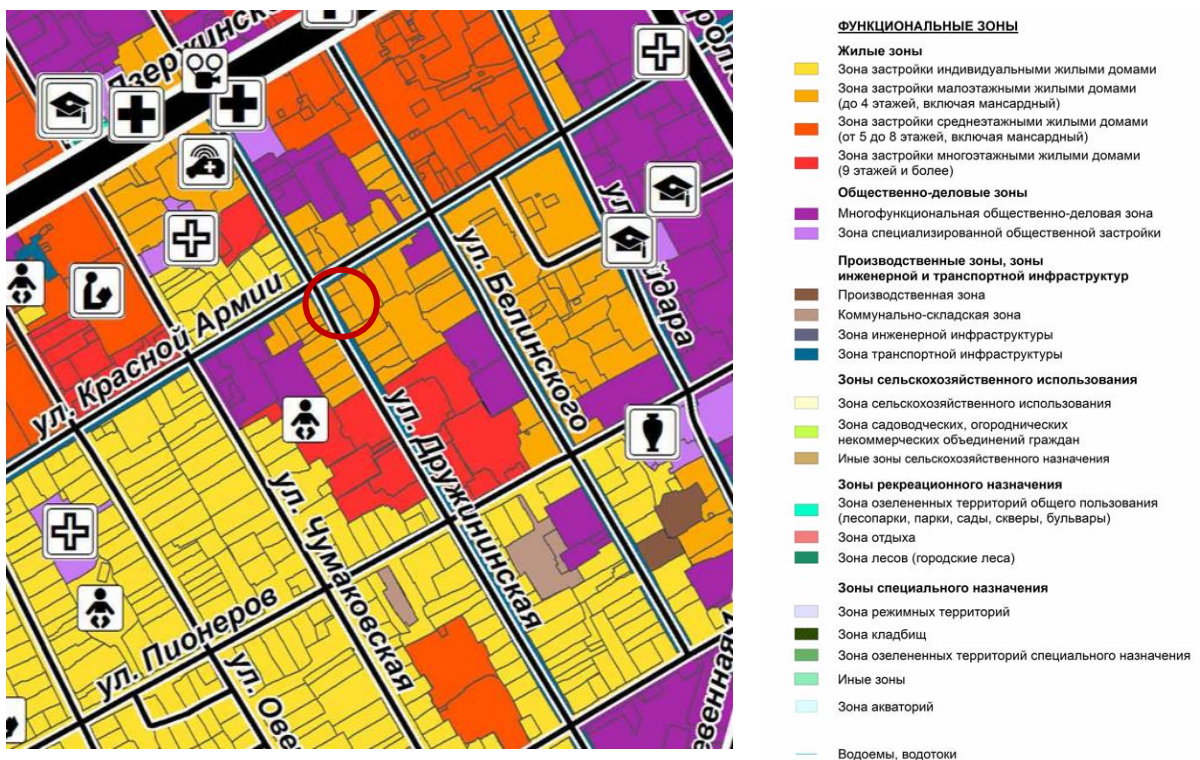 Дзержинско
ул. Красной Армии
ул. Белинского
ул. Дружининская
ул. Чумаковская
ул. Пионеров
ФУНКЦИОНАЛЬНЫЕ ЗОНЫ
Жилые зоны
Зона застройки индивидуальными жилыми домами
Зона застройки малоэтажными жилыми домами
(до 4 этажей, включая мансардный)
Зона застройки среднеэтажными жилыми домами
(от 5 до 8 этажей, включая мансардный)
Зона застройки многоэтажными жилыми домами
(9 этажей и более)
Общественно-деловые зоны
Многофункциональная общественно-деловая зона
Зона специализированной общественной застройки
Производственные зоны, зоны
инженерной и транспортной инфраструктур
Производственная зона
Коммунально-складская зона
Зона инженерной инфраструктуры
Зона транспортной инфраструктуры
Зоны сельскохозяйственного использования
Зона сельскохозяйственного использования
Зона садоводческих, огороднических
некоммерческих объединений граждан
Иные зоны сельскохозяйственного назначения
Зоны рекреационного назначения
Зона озелененных территорий общего пользования
(лесопарки, парки, сады, скверы, бульвары)
Зона отдыха
Зона лесов (городские леса)
Зоны специального назначения
Зона режимных территорий
Зона кладбищ
Зона озелененных территорий специального назначения
Иные зоны
Зона акваторий
Водоемы, водотоки